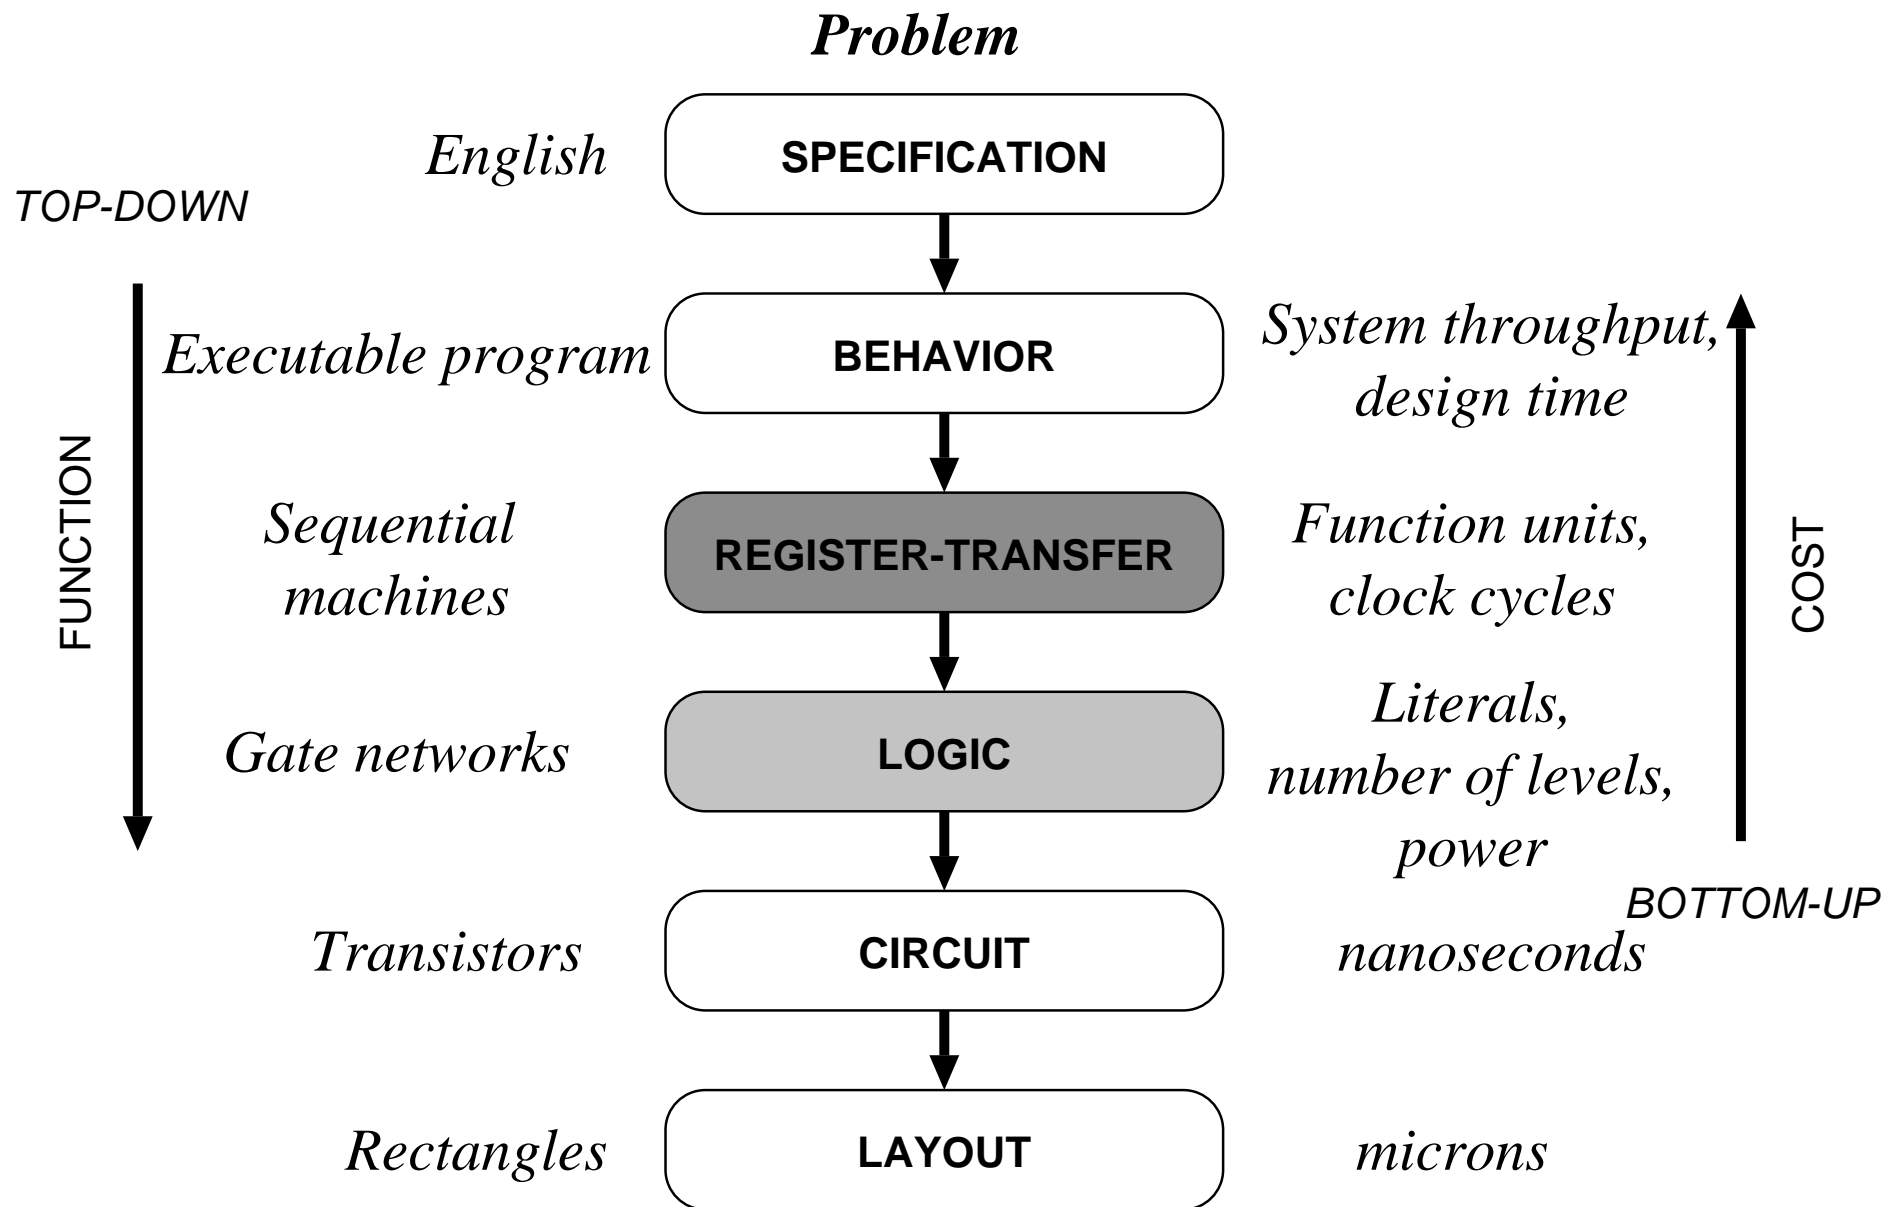 Problem
English
SPECIFICATION
TOP-DOWN
Executable program
BEHAVIOR
System throughput,
design time
FUNCTION
Sequential
machines
REGISTER-TRANSFER
Function units,
clock cycles
COST
Gate networks
LOGIC
Literals,
number of levels,
power
BOTTOM-UP
Transistors
CIRCUIT
nanoseconds
Rectangles
LAYOUT
microns